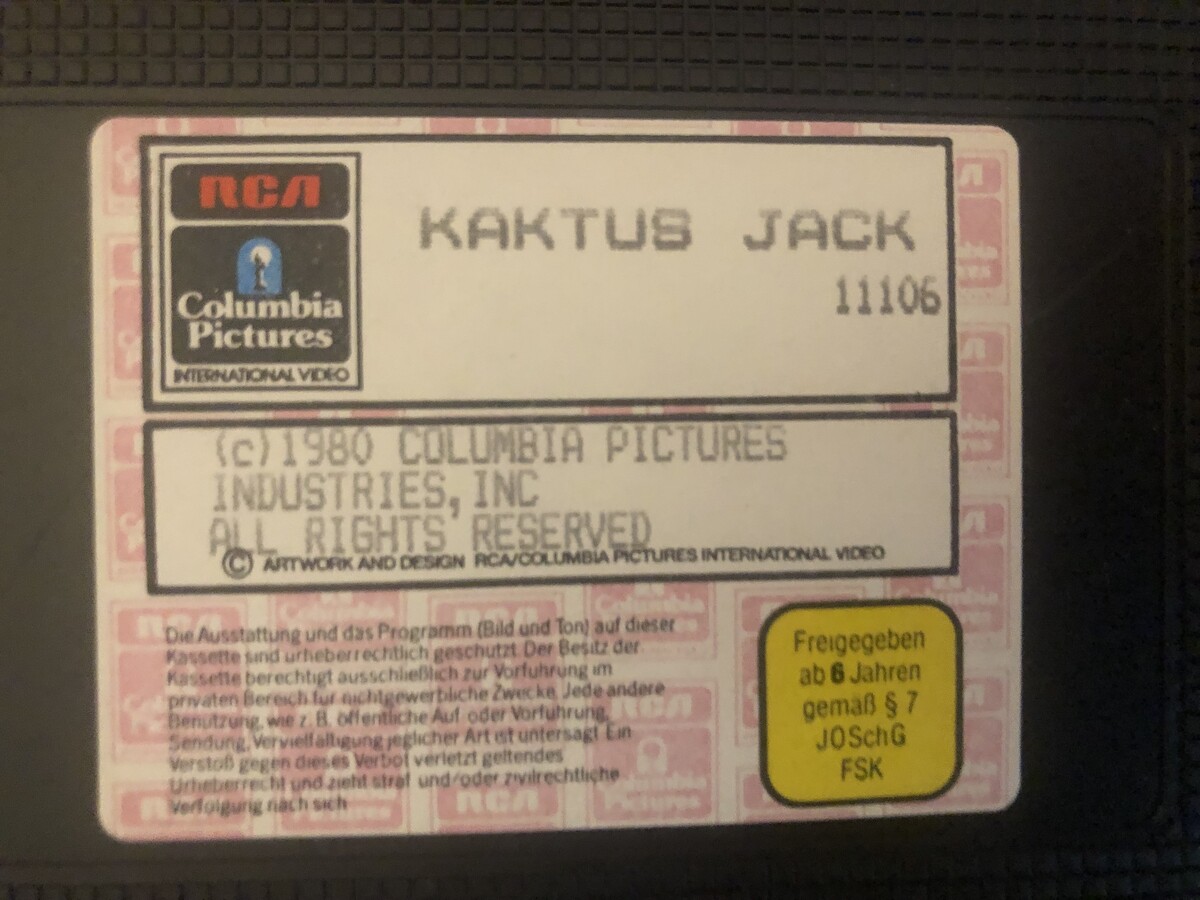 RCA
Columbia
Pictures
INTERNATIONAL VIDEO
KAKTUS JACK
11106
(c)1980 COLUMBIA PICTURES
INDUSTRIES, INC
ALL RIGHTS RESERVED
© ARTWORK AND DESIGN RCA/COLUMBIA PICTURES INTERNATIONAL VIDEO
Die Ausstattung und das Programm (Bild und Ton) auf dieser
Kassette sind urheberrechtlich geschützt. Der Besitz der
Kassette berechtigt ausschließlich zur Vorführung im
privaten Bereich für nichtgewerbliche Zwecke. Jede andere
Benutzung, wie z. B. öffentliche Auf oder Vorführung,
Sendung, Vervielfältigung jeglicher Art ist untersagt. Ein
Verstoß gegen dieses Verbot verletzt geltendes
Urheberrecht und zieht straf und/oder zivilrechtliche
Verfolgung nach sich
Freigegeben
ab 6 Jahren
gemäß § 7
JÖSchG
FSK